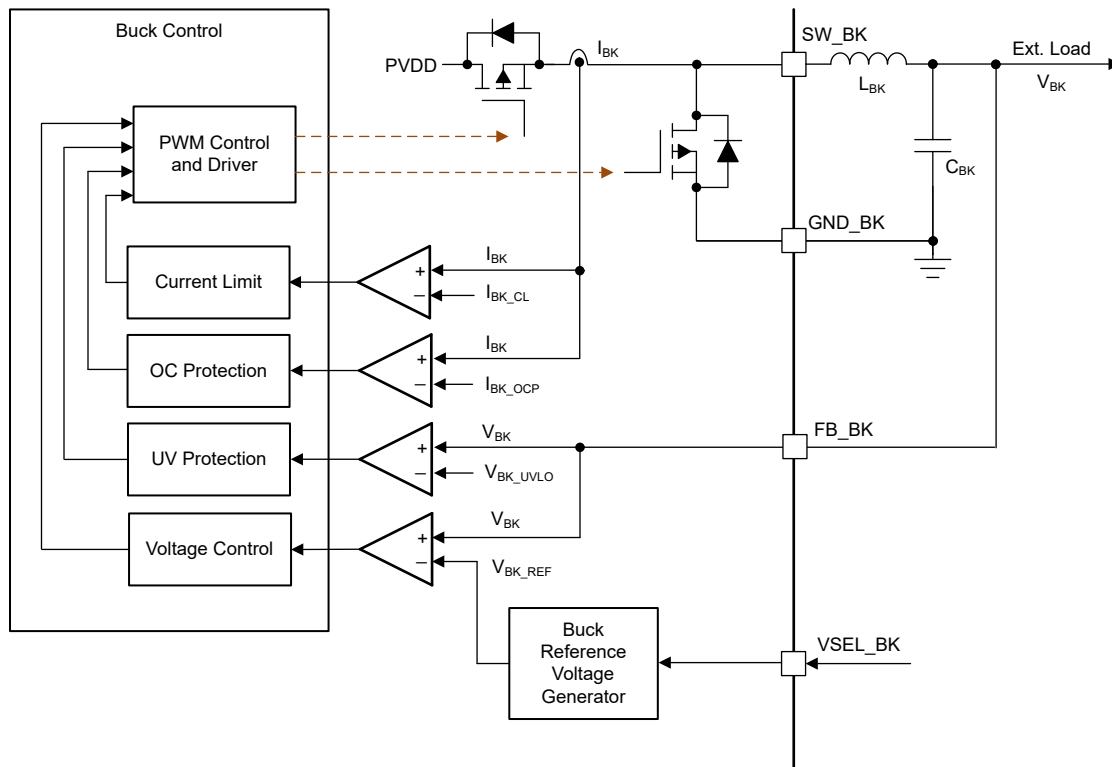 Buck Control
SW_BK
Ext. Load
I_BK
PVDD
L_BK
V_BK
PWM Control
and Driver
C_BK
GND_BK
Current Limit
+
I_BK
−
I_BK_CL
OC Protection
+
I_BK
−
I_BK_OCP
FB_BK
UV Protection
+
V_BK
−
V_BK_UVLO
Voltage Control
+
V_BK
−
V_BK_REF
Buck
Reference
Voltage
Generator
VSEL_BK